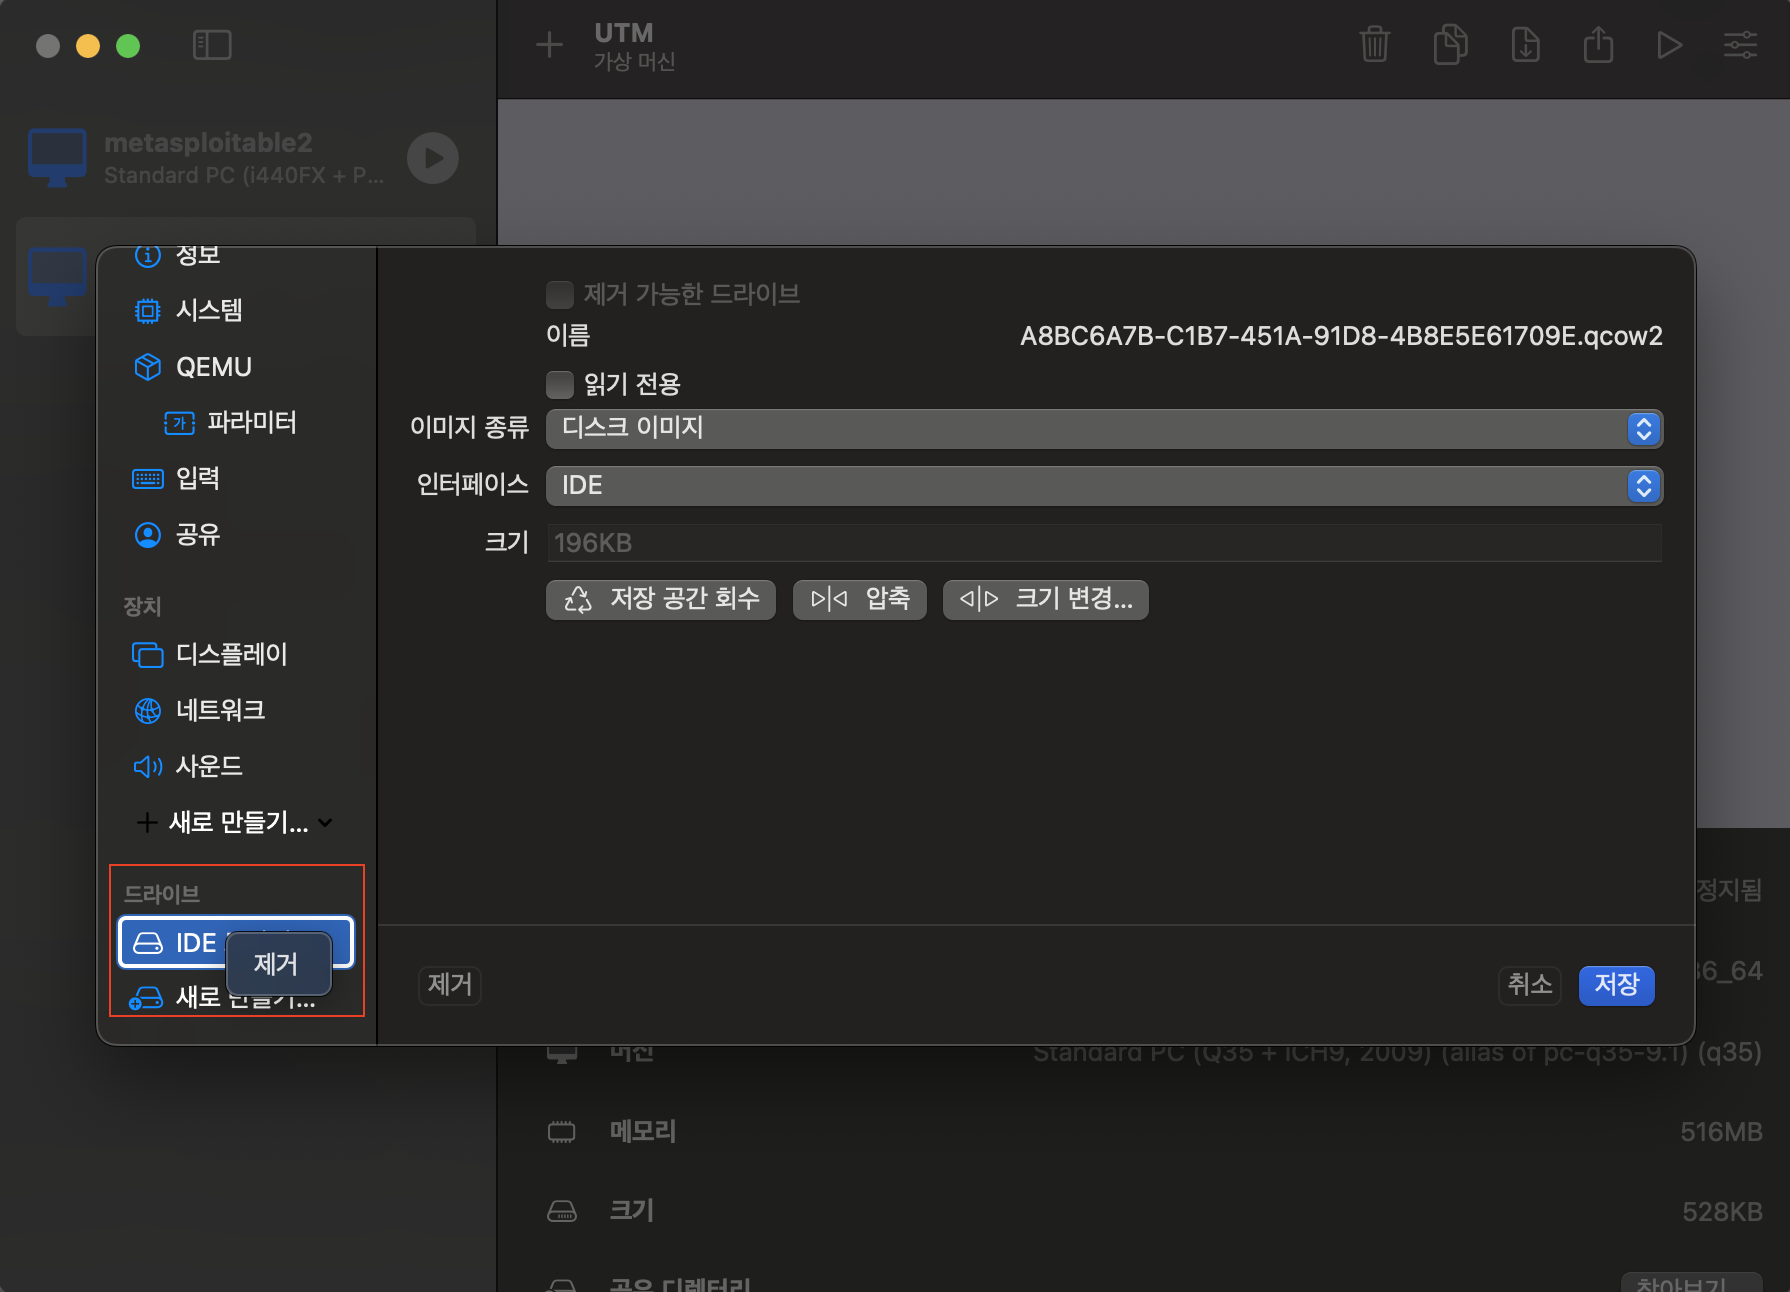 UTM
가상 머신
metasploitable2
Standard PC (i440FX + P...
정보
시스템
QEMU
가
파라미터
입력
공유
장치
디스플레이
네트워크
사운드
새로 만들기...
드라이브
IDE
제거
새로 만들기...
제거 가능한 드라이브
이름
A8BC6A7B-C1B7-451A-91D8-4B8E5E61709E.qcow2
읽기 전용
이미지 종류
디스크 이미지
인터페이스
IDE
크기
196KB
저장 공간 회수
압축
크기 변경...
제거
취소
저장
정지됨
86_64
머신
Standard PC (Q35 + ICH9, 2009) (alias of pc-q35-9.1) (q35)
메모리
516MB
크기
528KB
공유 디렉터리
찾아보기